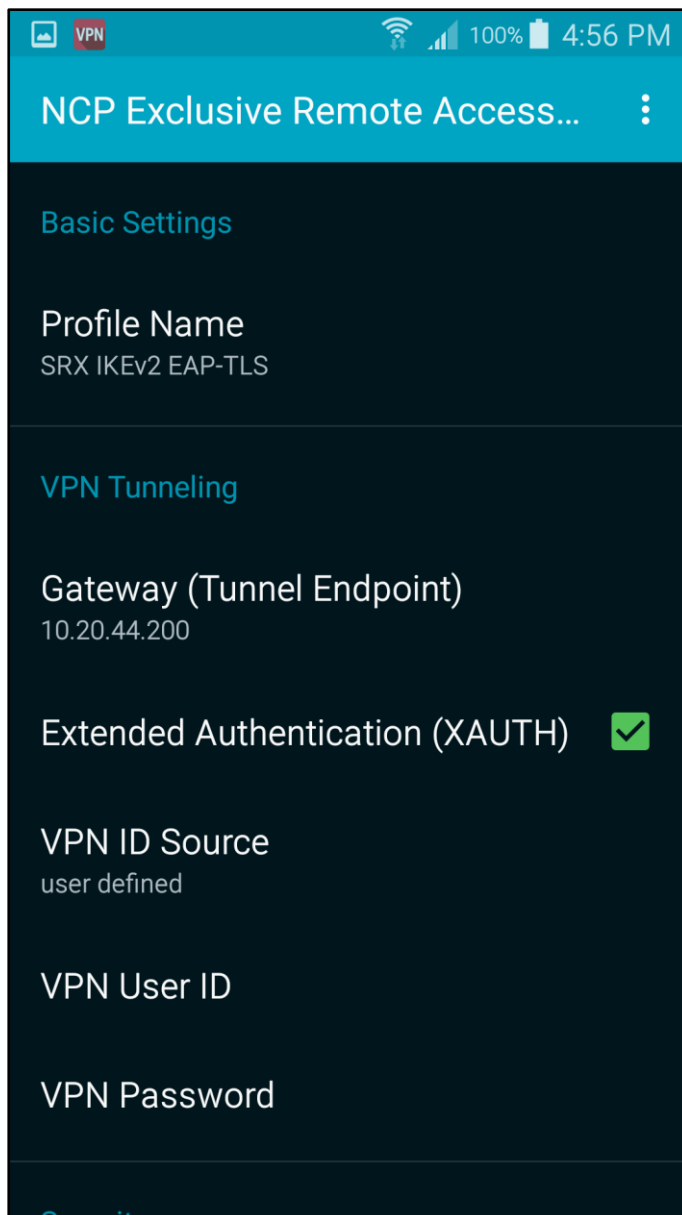 VPN 100% 4:56 PM
NCP Exclusive Remote Access...
Basic Settings
Profile Name
SRX IKEv2 EAP-TLS
VPN Tunneling
Gateway (Tunnel Endpoint)
10.20.44.200
Extended Authentication (XAUTH)
VPN ID Source
user defined
VPN User ID
VPN Password